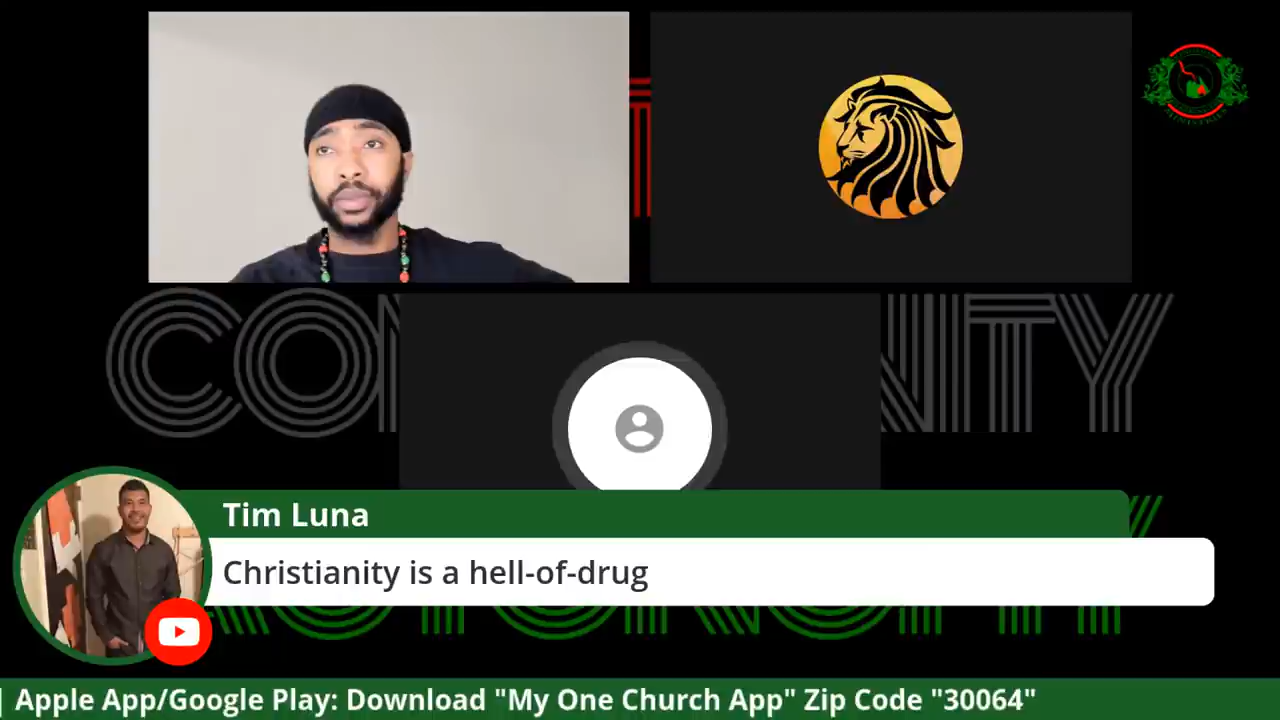 COMMUNITY
Tim Luna
Christianity is a hell-of-drug
| Apple App/Google Play: Download "My One Church App" Zip Code "30064"